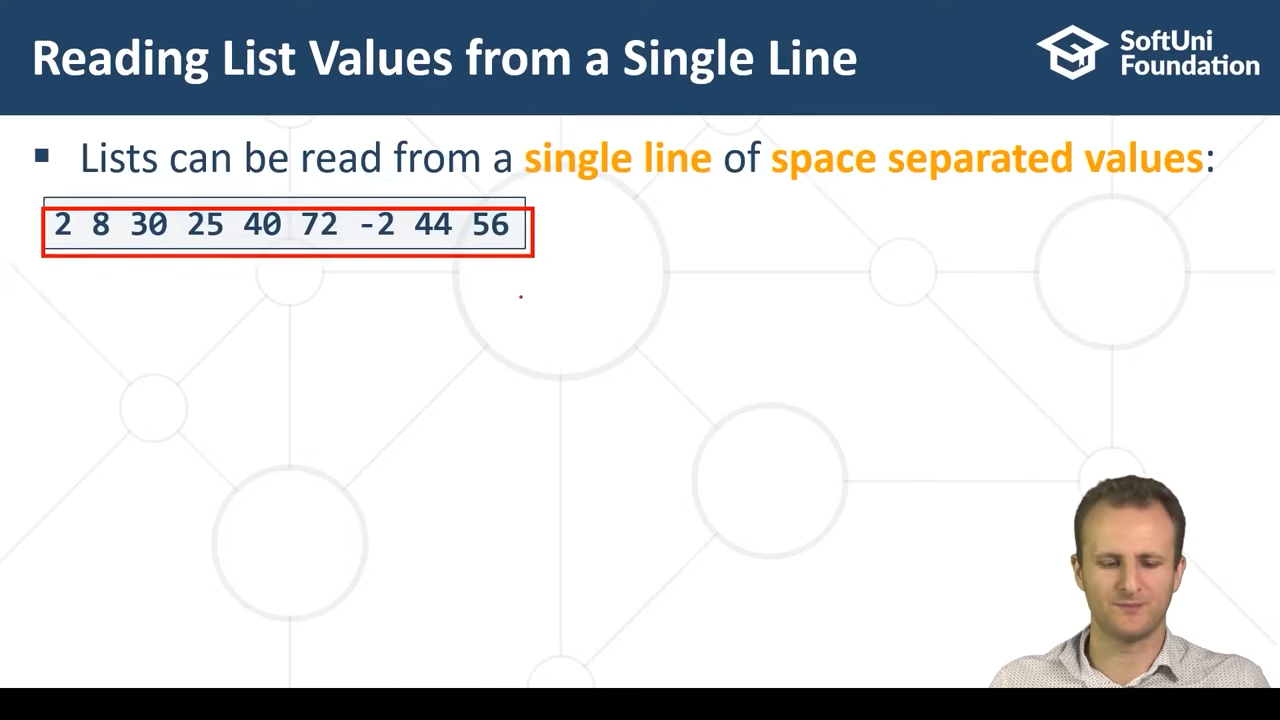 Reading List Values from a Single Line
SoftUni
Foundation
Lists can be read from a single line of space separated values:
2 8 30 25 40 72 -2 44 56